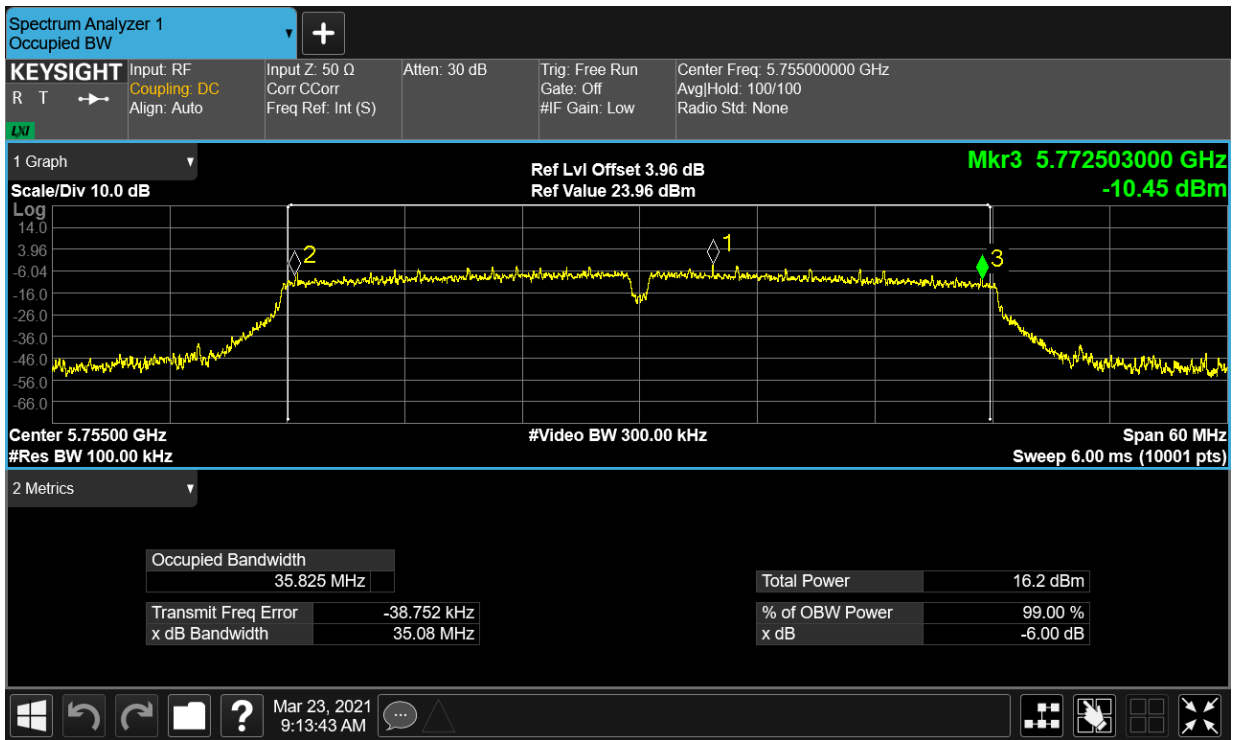 Spectrum Analyzer 1
Occupied BW
KEYSIGHT
R T
LXI
Input: RF
Coupling: DC
Align: Auto
Input Z: 50 Ω
Corr CCorr
Freq Ref: Int (S)
Atten: 30 dB
Trig: Free Run
Gate: Off
#IF Gain: Low
Center Freq: 5.755000000 GHz
Avg|Hold: 100/100
Radio Std: None
1 Graph
Ref Lvl Offset 3.96 dB
Mkr3 5.772503000 GHz
Scale/Div 10.0 dB
Ref Value 23.96 dBm
-10.45 dBm
Log
14.0
3.96
-6.04
-16.0
-26.0
-36.0
-46.0
-56.0
-66.0
2
1
3
Center 5.75500 GHz
#Video BW 300.00 kHz
Span 60 MHz
#Res BW 100.00 kHz
Sweep 6.00 ms (10001 pts)
2 Metrics
Occupied Bandwidth
35.825 MHz
Total Power 16.2 dBm
Transmit Freq Error -38.752 kHz
% of OBW Power 99.00 %
x dB Bandwidth 35.08 MHz
x dB -6.00 dB
?
Mar 23, 2021
9:13:43 AM